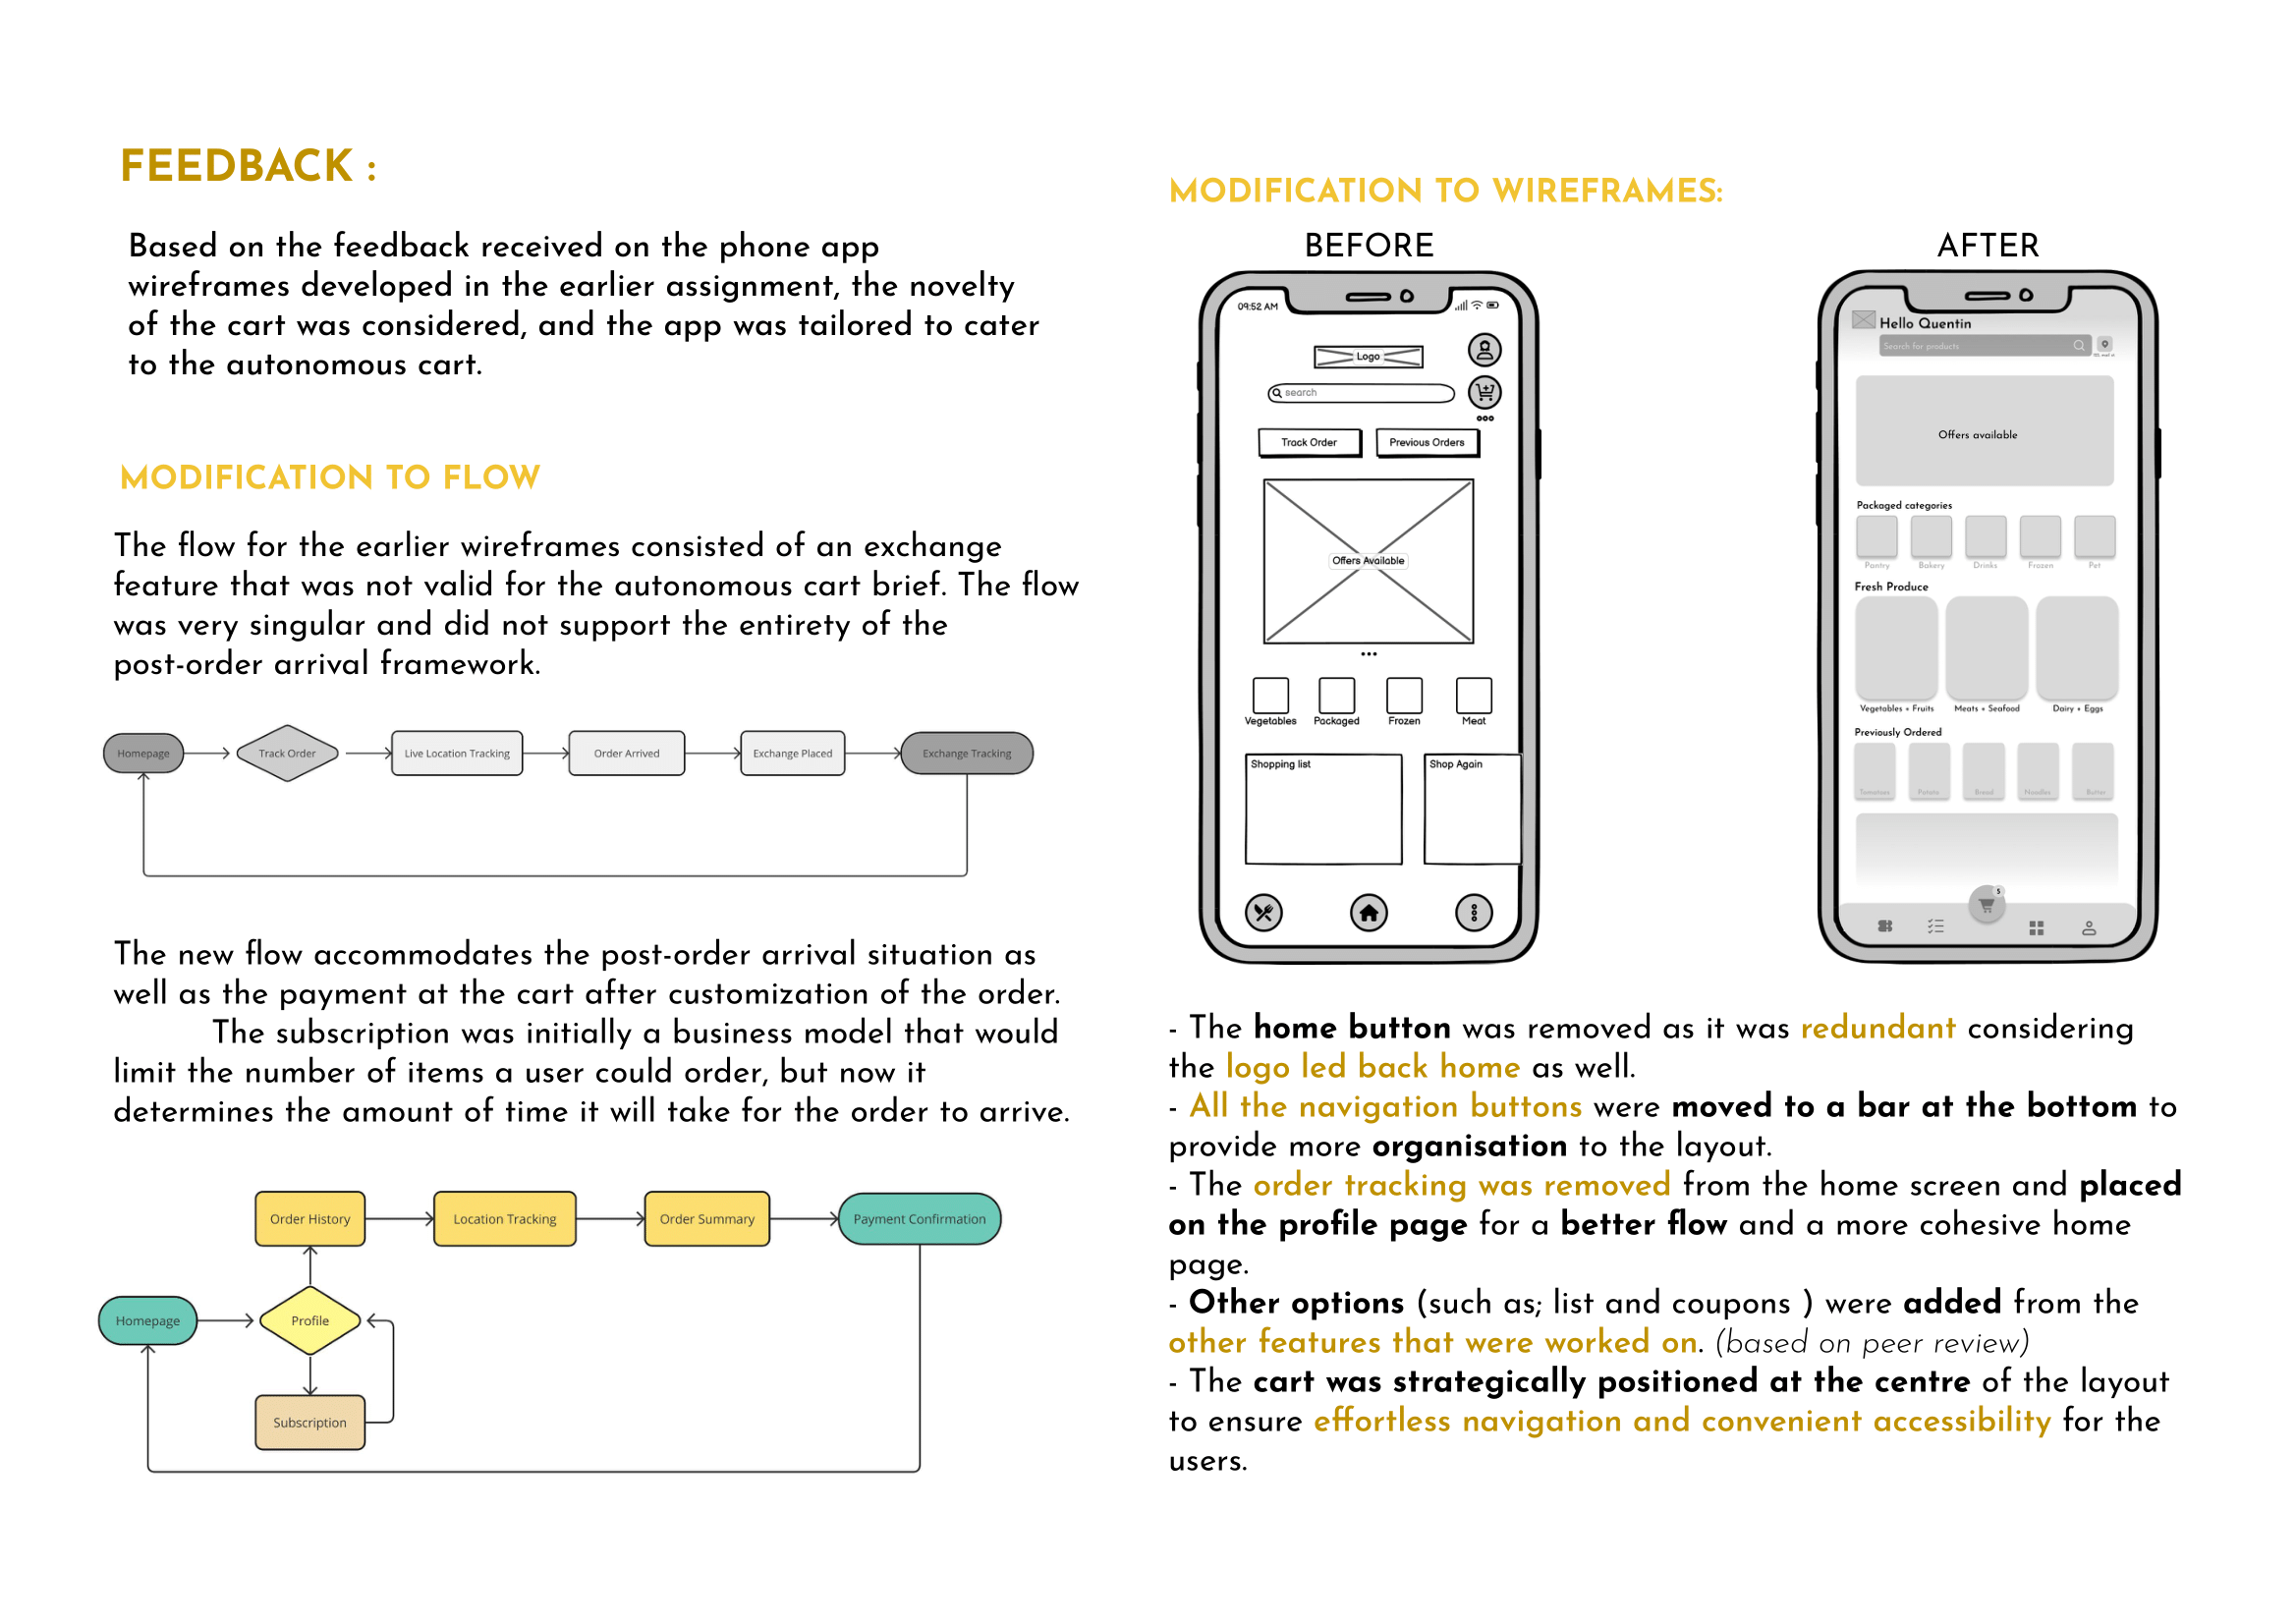 FEEDBACK :
Based on the feedback received on the phone app
wireframes developed in the earlier assignment, the novelty
of the cart was considered, and the app was tailored to cater
to the autonomous cart.
MODIFICATION TO FLOW
The flow for the earlier wireframes consisted of an exchange
feature that was not valid for the autonomous cart brief. The flow
was very singular and did not support the entirety of the
post-order arrival framework.
Homepage
Track Order
Live Location Tracking
Order Arrived
Exchange Placed
Exchange Tracking
The new flow accommodates the post-order arrival situation as
well as the payment at the cart after customization of the order.
The subscription was initially a business model that would
limit the number of items a user could order, but now it
determines the amount of time it will take for the order to arrive.
Order History
Location Tracking
Order Summary
Payment Confirmation
Homepage
Profile
Subscription
MODIFICATION TO WIREFRAMES:
BEFORE
09:52 AM
Logo
search
Track Order
Previous Orders
Offers Available
Vegetables
Packaged
Frozen
Meat
Shopping list
Shop Again
AFTER
Hello Quentin
Search for products
Offers available
Packaged categories
Pantry
Bakery
Drinks
Frozen
Pet
Fresh Produce
Vegetables + Fruits
Meats + Seafood
Dairy + Eggs
Previously Ordered
Tomatoes
Potato
Bread
Noodles
Butter
5
- The home button was removed as it was redundant considering
the logo led back home as well.
- All the navigation buttons were moved to a bar at the bottom to
provide more organisation to the layout.
- The order tracking was removed from the home screen and placed
on the profile page for a better flow and a more cohesive home
page.
- Other options (such as; list and coupons ) were added from the
other features that were worked on. (based on peer review)
- The cart was strategically positioned at the centre of the layout
to ensure effortless navigation and convenient accessibility for the
users.